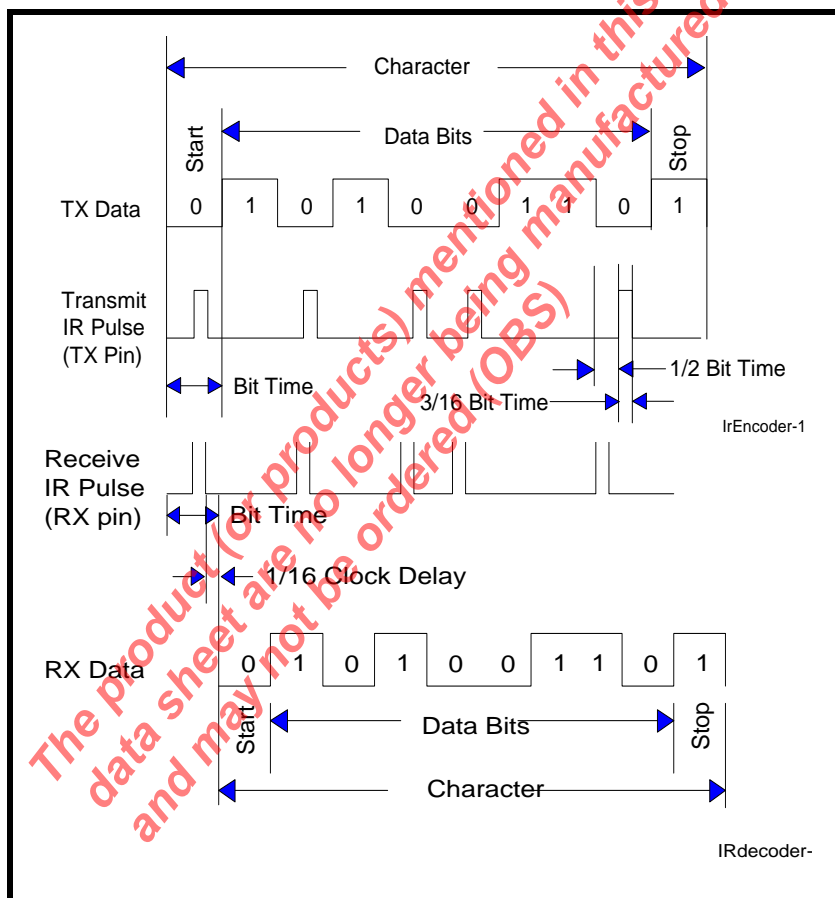 Character
Start
Data Bits
Stop
TX Data
0 1 0 1 0 0 1 1 0 1
Transmit
IR Pulse
(TX Pin)
Bit Time
1/2 Bit Time
3/16 Bit Time
IrEncoder-1
Receive
IR Pulse
(RX pin)
Bit Time
1/16 Clock Delay
RX Data
0 1 0 1 0 0 1 1 0 1
Start
Data Bits
Stop
Character
IRdecoder-
The product (or products) mentioned in this
data sheet are no longer being manufactured
and may not be ordered (OBS)